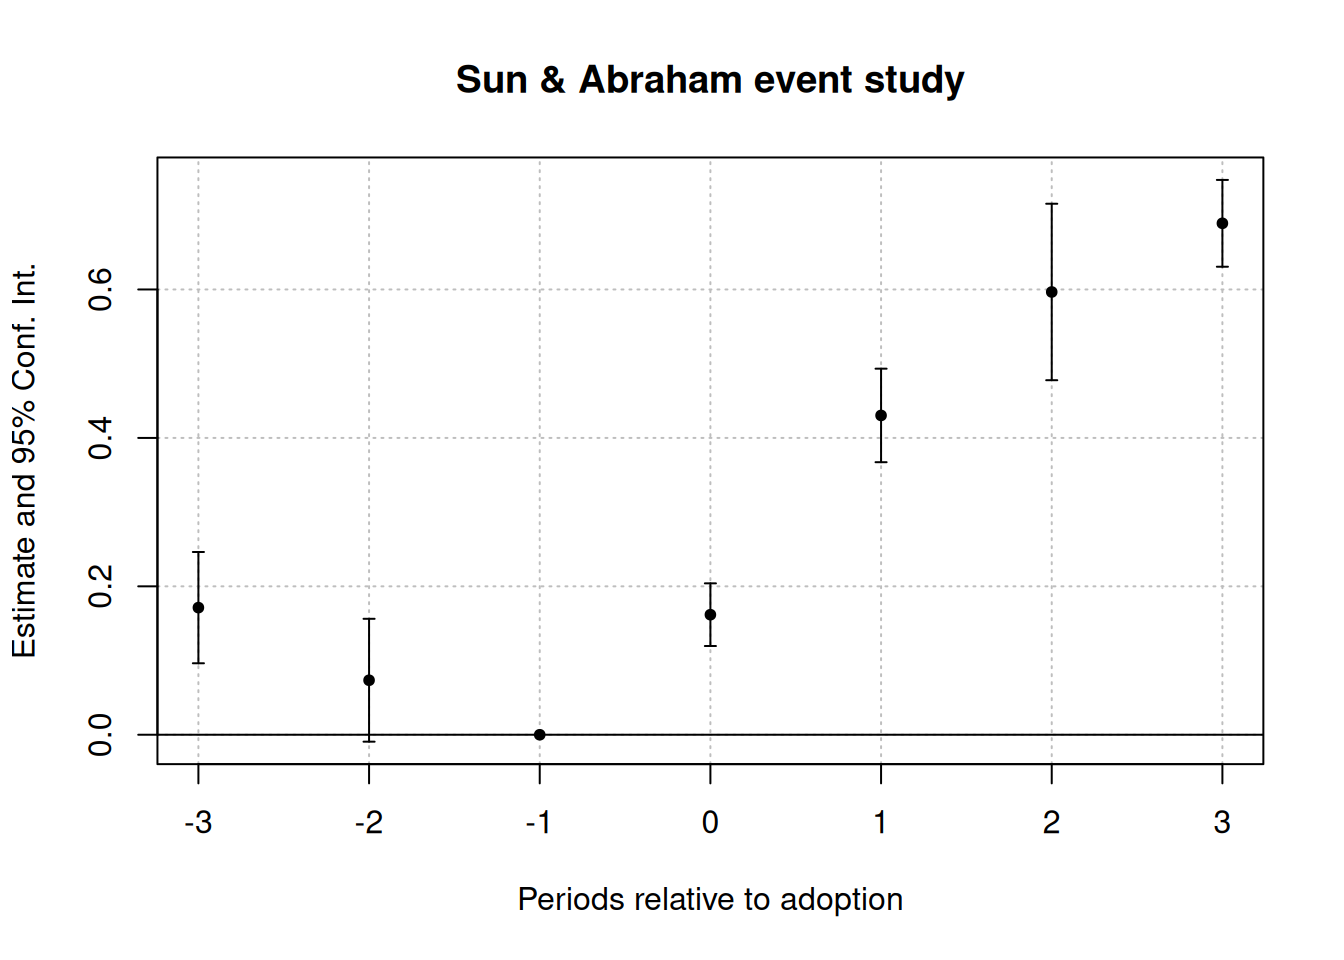 Sun & Abraham event study
Estimate and 95% Conf. Int.
0.6
0.4
0.2
0.0
-3 -2 -1 0 1 2 3
Periods relative to adoption